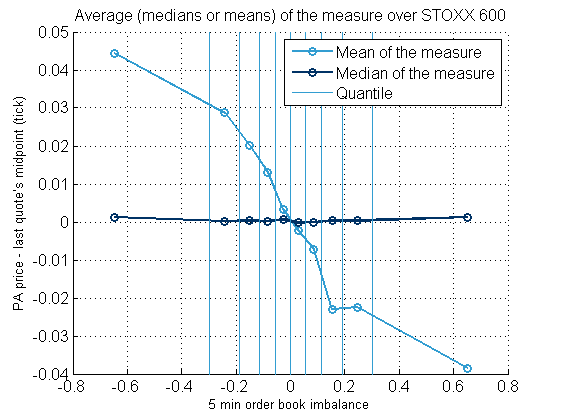 Average (medians or means) of the measure over STOXX 600
0.05
0.04
0.03
0.02
0.01
0
-0.01
-0.02
-0.03
-0.04
PA price - last quote's midpoint (tick)
Mean of the measure
Median of the measure
Quantile
-0.8 -0.6 -0.4 -0.2 0 0.2 0.4 0.6 0.8
5 min order book imbalance